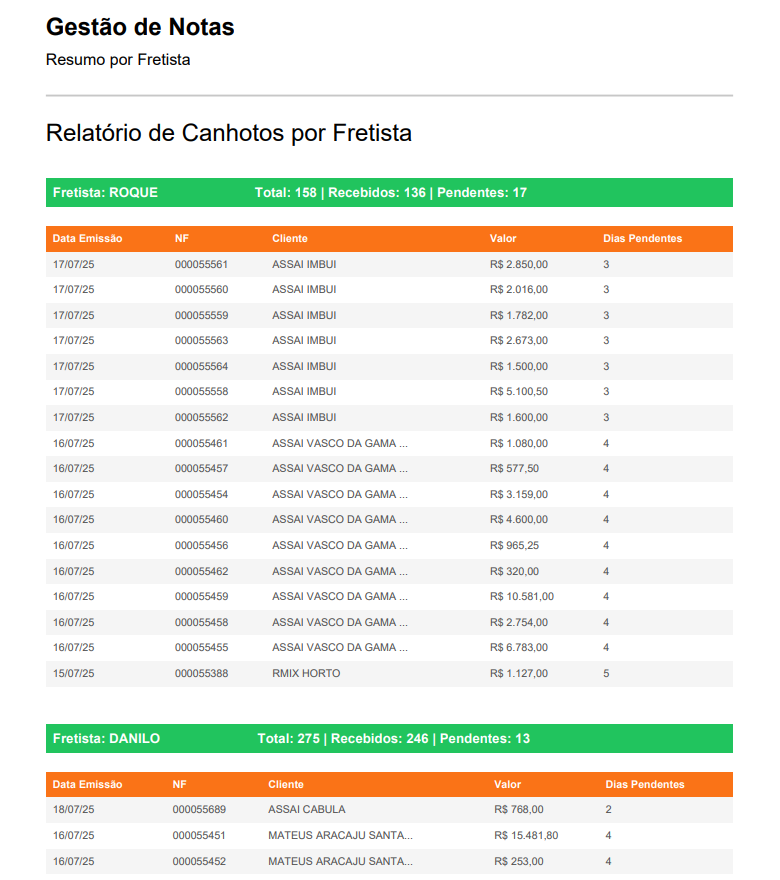 Gestão de Notas
Resumo por Fretista
Relatório de Canhotos por Fretista
Fretista: ROQUE Total: 158 | Recebidos: 136 | Pendentes: 17
Data Emissão NF Cliente Valor Dias Pendentes
17/07/25 000055561 ASSAI IMBUI R$ 2.850,00 3
17/07/25 000055560 ASSAI IMBUI R$ 2.016,00 3
17/07/25 000055559 ASSAI IMBUI R$ 1.782,00 3
17/07/25 000055563 ASSAI IMBUI R$ 2.673,00 3
17/07/25 000055564 ASSAI IMBUI R$ 1.500,00 3
17/07/25 000055558 ASSAI IMBUI R$ 5.100,50 3
17/07/25 000055562 ASSAI IMBUI R$ 1.600,00 3
16/07/25 000055461 ASSAI VASCO DA GAMA ... R$ 1.080,00 4
16/07/25 000055457 ASSAI VASCO DA GAMA ... R$ 577,50 4
16/07/25 000055454 ASSAI VASCO DA GAMA ... R$ 3.159,00 4
16/07/25 000055460 ASSAI VASCO DA GAMA ... R$ 4.600,00 4
16/07/25 000055456 ASSAI VASCO DA GAMA ... R$ 965,25 4
16/07/25 000055462 ASSAI VASCO DA GAMA ... R$ 320,00 4
16/07/25 000055459 ASSAI VASCO DA GAMA ... R$ 10.581,00 4
16/07/25 000055458 ASSAI VASCO DA GAMA ... R$ 2.754,00 4
16/07/25 000055455 ASSAI VASCO DA GAMA ... R$ 6.783,00 4
15/07/25 000055388 RMIX HORTO R$ 1.127,00 5
Fretista: DANILO Total: 275 | Recebidos: 246 | Pendentes: 13
Data Emissão NF Cliente Valor Dias Pendentes
18/07/25 000055689 ASSAI CABULA R$ 768,00 2
16/07/25 000055451 MATEUS ARACAJU SANTA... R$ 15.481,80 4
16/07/25 000055452 MATEUS ARACAJU SANTA... R$ 253,00 4